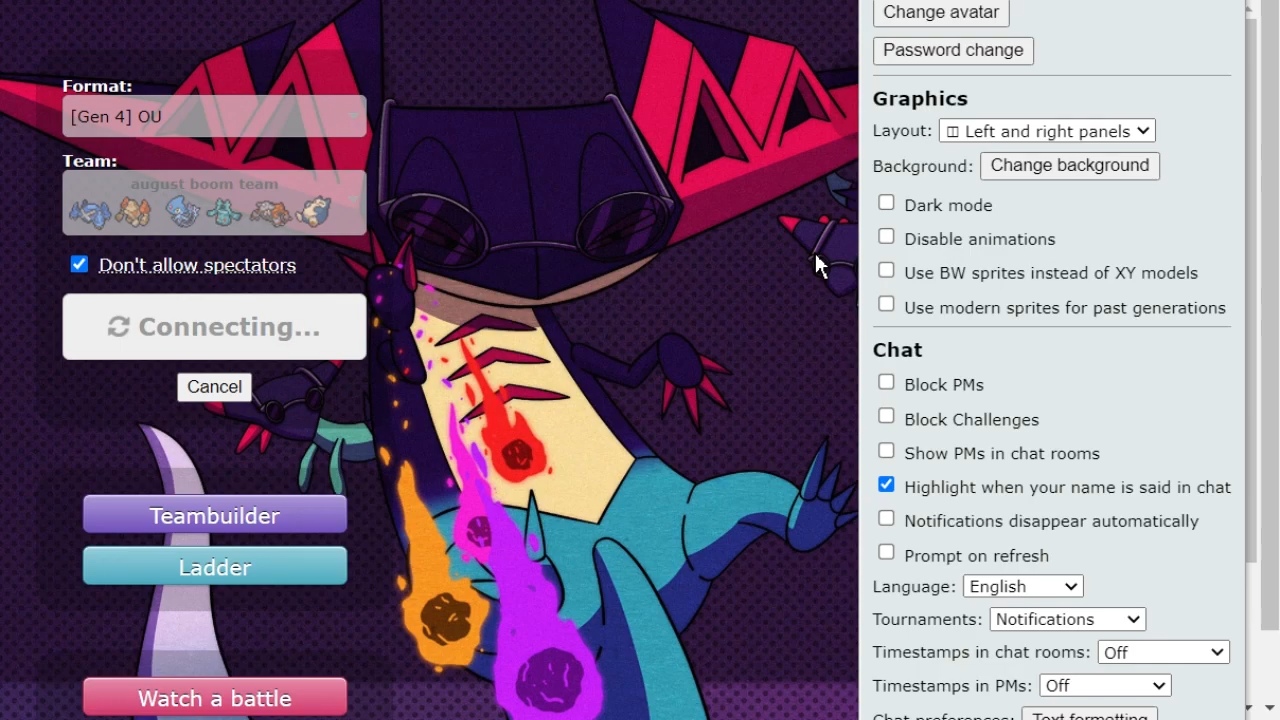 Format:
[Gen 4] OU
Team:
august boom team
Don't allow spectators
Connecting...
Cancel
Teambuilder
Ladder
Watch a battle
Change avatar
Password change
Graphics
Layout: Left and right panels
Background: Change background
Dark mode
Disable animations
Use BW sprites instead of XY models
Use modern sprites for past generations
Chat
Block PMs
Block Challenges
Show PMs in chat rooms
Highlight when your name is said in chat
Notifications disappear automatically
Prompt on refresh
Language: English
Tournaments: Notifications
Timestamps in chat rooms: Off
Timestamps in PMs: Off
Chat preferences: Text formatting